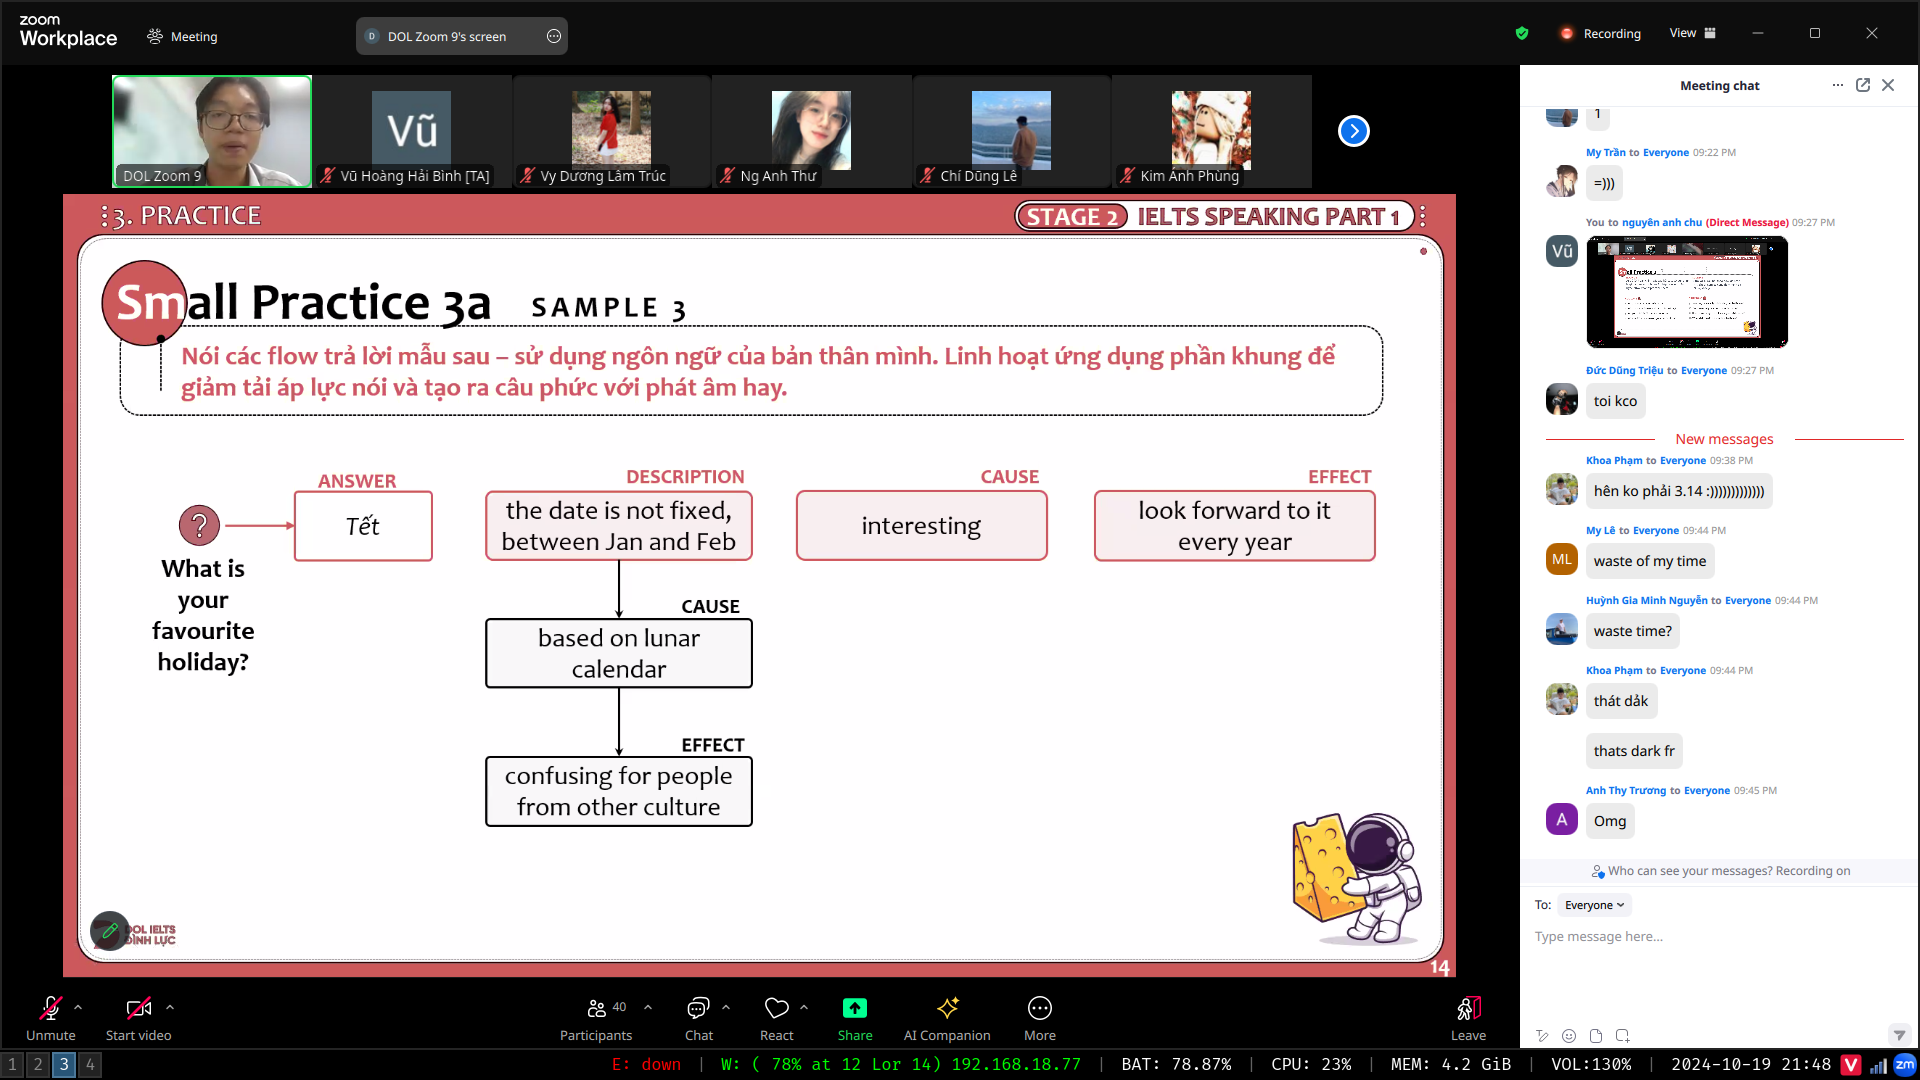 zoom
Workplace
Meeting
D DOL Zoom 9's screen
Recording
View
DOL Zoom 9
Vũ
Vũ Hoàng Hải Bình [TA]
Vy Dương Lâm Trúc
Ng Anh Thư
Chí Dũng Lê
Kim Ánh Phùng
3. PRACTICE
STAGE 2 IELTS SPEAKING PART 1
Small Practice 3a SAMPLE 3
Nói các flow trả lời mẫu sau – sử dụng ngôn ngữ của bản thân mình. Linh hoạt ứng dụng phần khung để
giảm tải áp lực nói và tạo ra câu phức với phát âm hay.
?
What is
your
favourite
holiday?
ANSWER
Tết
DESCRIPTION
the date is not fixed,
between Jan and Feb
CAUSE
based on lunar
calendar
EFFECT
confusing for people
from other culture
CAUSE
interesting
EFFECT
look forward to it
every year
DOL IELTS
ĐÌNH LỰC
14
Meeting chat
1
My Trần to Everyone 09:22 PM
=)))
You to nguyên anh chu (Direct Message) 09:27 PM
Vũ
Đức Dũng Triệu to Everyone 09:27 PM
toi kco
New messages
Khoa Phạm to Everyone 09:38 PM
hên ko phải 3.14 :)))))))))))))
My Lê to Everyone 09:44 PM
ML
waste of my time
Huỳnh Gia Minh Nguyễn to Everyone 09:44 PM
waste time?
Khoa Phạm to Everyone 09:44 PM
thát dảk
thats dark fr
Anh Thy Trương to Everyone 09:45 PM
A
Omg
Who can see your messages? Recording on
To: Everyone
Type message here...
Unmute
Start video
40
Participants
Chat
React
Share
AI Companion
More
Leave
1 2 3 4
E: down | W: ( 78% at 12 Lor 14) 192.168.18.77 | BAT: 78.87% | CPU: 23% | MEM: 4.2 GiB | VOL:130% | 2024-10-19 21:48 V zm